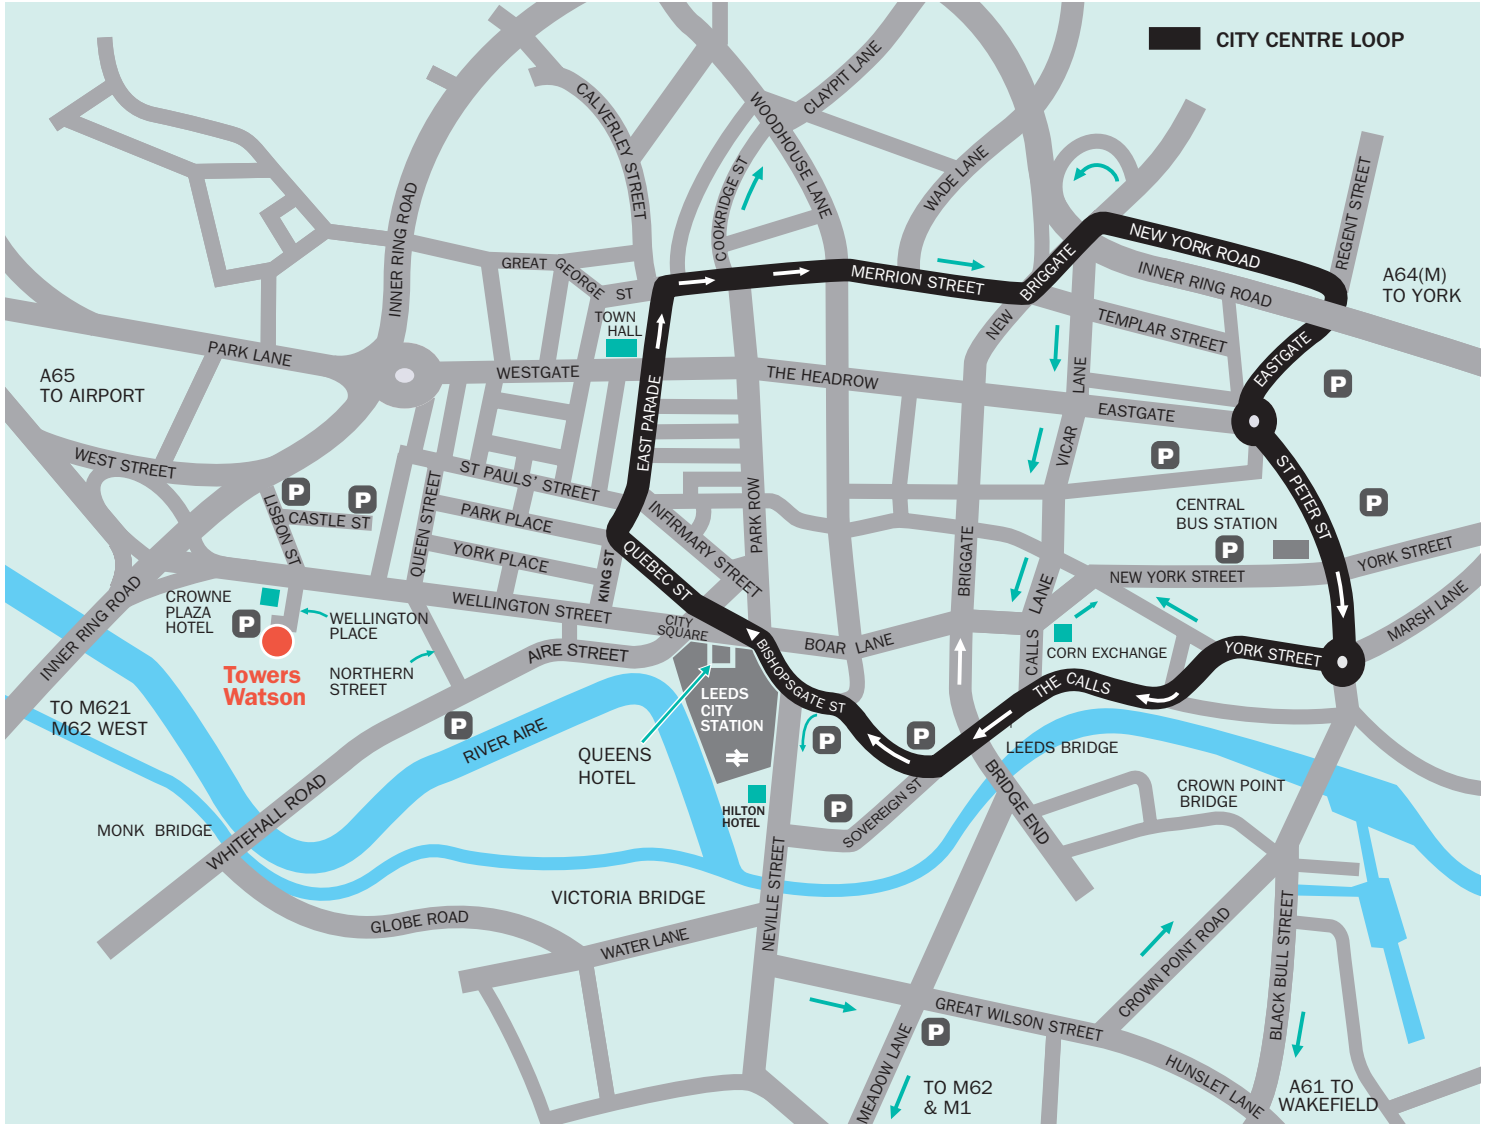 CITY CENTRE LOOP
CLAYPIT LANE
CALVERLEY STREET
WOODHOUSE LANE
COOKRIDGE ST
WADE LANE
REGENT STREET
INNER RING ROAD
NEW YORK ROAD
INNER RING ROAD
A64(M)
TO YORK
GREAT GEORGE ST
MERRION STREET
NEW BRIGGATE
TOWN
HALL
TEMPLAR STREET
PARK LANE
WESTGATE
THE HEADROW
EASTGATE
EASTGATE
A65
TO AIRPORT
EAST PARADE
VICAR LANE
P
P
WEST STREET
ST PAULS' STREET
P
P
LISBON ST
CASTLE ST
QUEEN STREET
PARK PLACE
INFIRMARY STREET
PARK ROW
ST PETER ST
P
CENTRAL
BUS STATION
P
YORK PLACE
KING ST
QUEBEC ST
BRIGGATE
NEW YORK STREET
YORK STREET
MARSH LANE
CROWNE
PLAZA
HOTEL
P
WELLINGTON
PLACE
WELLINGTON STREET
CITY
SQUARE
BOAR LANE
CALLS LANE
CORN EXCHANGE
YORK STREET
INNER RING ROAD
AIRE STREET
Towers
Watson
NORTHERN
STREET
BISHOPSGATE ST
THE CALLS
LEEDS
CITY
STATION
TO M621
M62 WEST
P
RIVER AIRE
QUEENS
HOTEL
P
P
LEEDS BRIDGE
BRIDGE END
CROWN POINT
BRIDGE
HILTON
HOTEL
P
SOVEREIGN ST
MONK BRIDGE
WHITEHALL ROAD
VICTORIA BRIDGE
GLOBE ROAD
WATER LANE
NEVILLE STREET
CROWN POINT ROAD
BLACK BULL STREET
GREAT WILSON STREET
P
MEADOW LANE
HUNSLET LANE
TO M62
& M1
A61 TO
WAKEFIELD